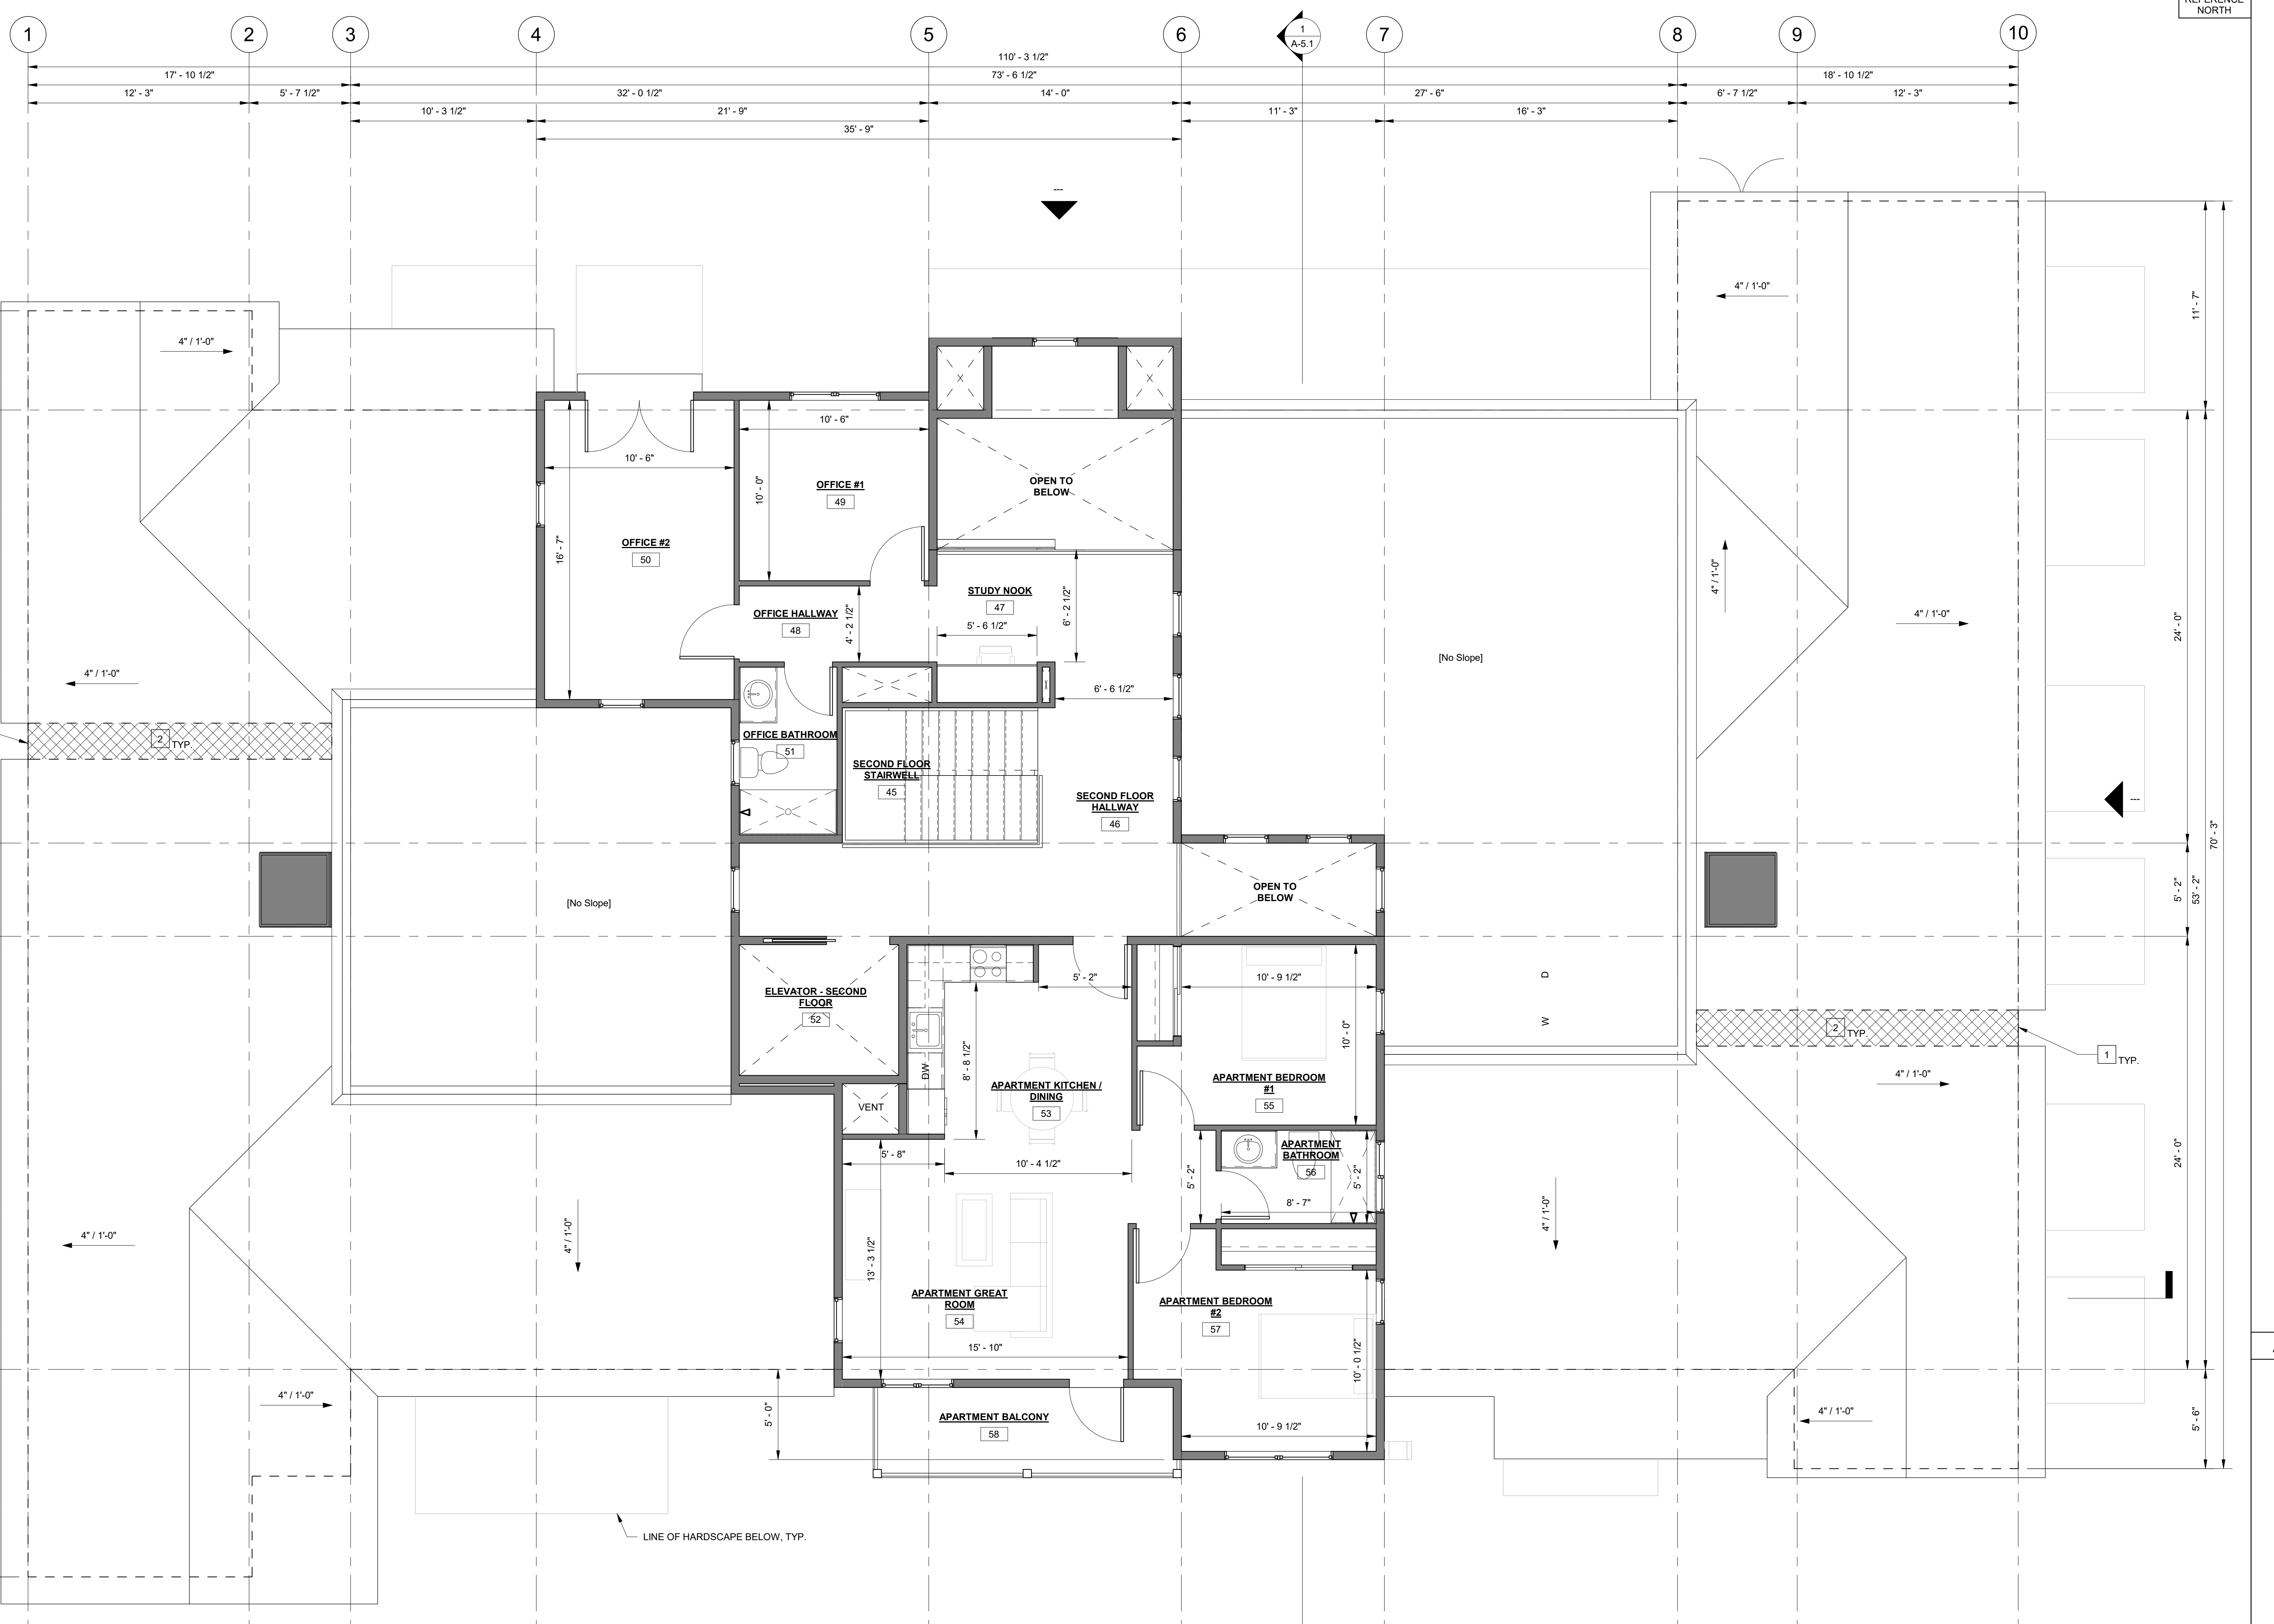 REFERENCE
NORTH
1
2
3
4
5
6
1
A-5.1
7
8
9
10
110' - 3 1/2"
17' - 10 1/2"
73' - 6 1/2"
18' - 10 1/2"
12' - 3"
5' - 7 1/2"
32' - 0 1/2"
14' - 0"
27' - 6"
6' - 7 1/2"
12' - 3"
10' - 3 1/2"
21' - 9"
11' - 3"
16' - 3"
35' - 9"
---
4" / 1'-0"
11' - 7"
4" / 1'-0"
10' - 6"
10' - 6"
10' - 0"
OFFICE #1
49
OPEN TO
BELOW
16' - 7"
OFFICE #2
50
STUDY NOOK
47
6' - 2 1/2"
OFFICE HALLWAY
48
4' - 2 1/2"
5' - 6 1/2"
4" / 1'-0"
4" / 1'-0"
24' - 0"
[No Slope]
4" / 1'-0"
6' - 6 1/2"
2
TYP.
OFFICE BATHROOM
51
SECOND FLOOR
STAIRWELL
45
SECOND FLOOR
HALLWAY
46
---
70' - 3"
OPEN TO
BELOW
5' - 2"
53' - 2"
[No Slope]
ELEVATOR - SECOND
FLOOR
52
5' - 2"
10' - 9 1/2"
D
W
10' - 0"
2
TYP.
1
TYP.
8' - 8 1/2"
DW
APARTMENT KITCHEN /
DINING
53
APARTMENT BEDROOM
#1
55
4" / 1'-0"
VENT
5' - 8"
10' - 4 1/2"
APARTMENT
BATHROOM
56
5' - 2"
5' - 2"
8' - 7"
24' - 0"
4" / 1'-0"
4" / 1'-0"
4" / 1'-0"
13' - 3 1/2"
APARTMENT GREAT
ROOM
54
APARTMENT BEDROOM
#2
57
15' - 10"
10' - 0 1/2"
4" / 1'-0"
5' - 0"
APARTMENT BALCONY
58
10' - 9 1/2"
4" / 1'-0"
5' - 6"
LINE OF HARDSCAPE BELOW, TYP.